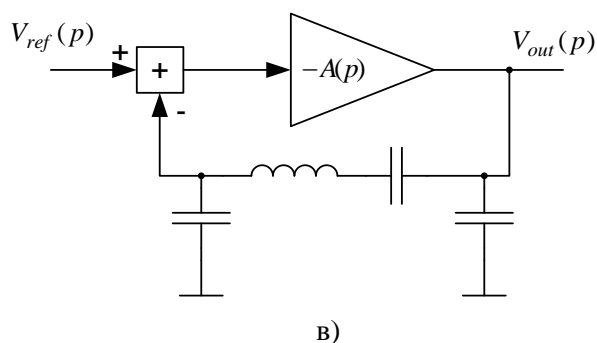 V_ref(p)
+
+
-
−A(p)
V_out(p)
в)